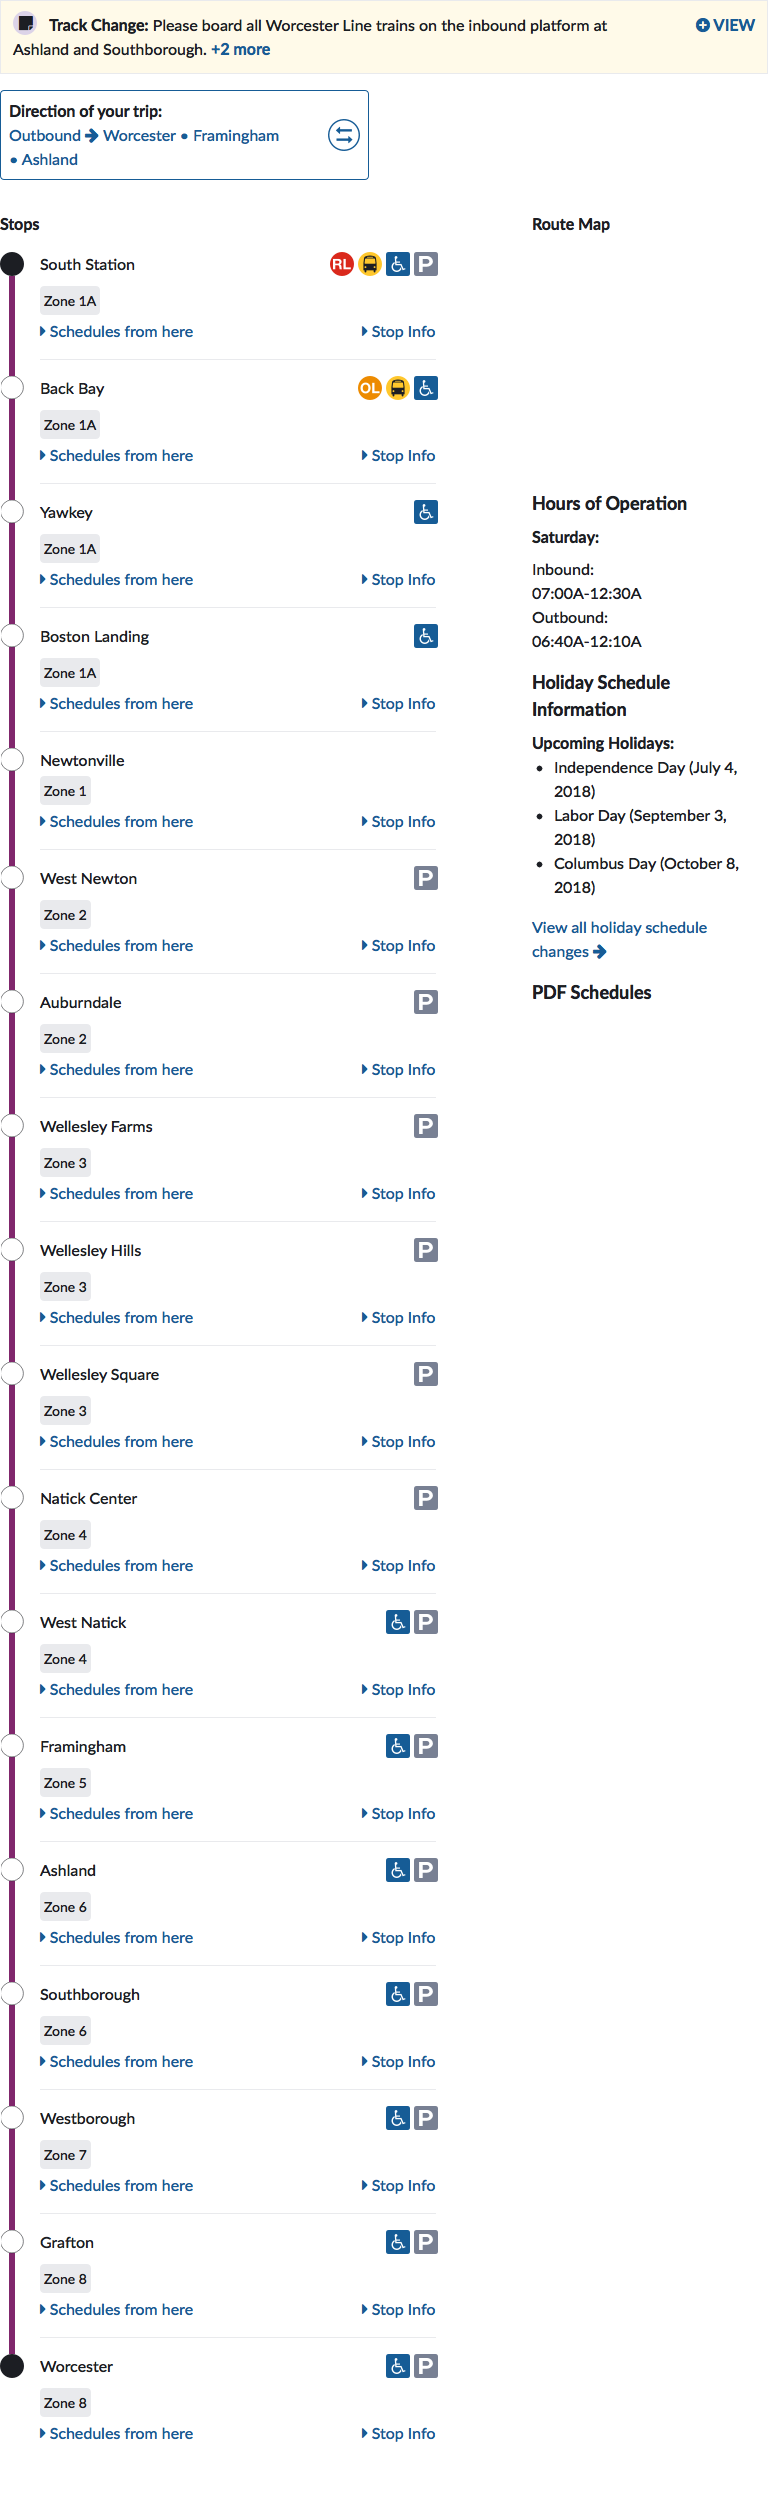 Track Change: Please board all Worcester Line trains on the inbound platform at
Ashland and Southborough. +2 more
VIEW
Direction of your trip:
Outbound Worcester • Framingham
• Ashland
Stops
South Station
RL
P
Zone 1A
Schedules from here
Stop Info
Back Bay
OL
Zone 1A
Schedules from here
Stop Info
Yawkey
Zone 1A
Schedules from here
Stop Info
Boston Landing
Zone 1A
Schedules from here
Stop Info
Newtonville
Zone 1
Schedules from here
Stop Info
West Newton
P
Zone 2
Schedules from here
Stop Info
Auburndale
P
Zone 2
Schedules from here
Stop Info
Wellesley Farms
P
Zone 3
Schedules from here
Stop Info
Wellesley Hills
P
Zone 3
Schedules from here
Stop Info
Wellesley Square
P
Zone 3
Schedules from here
Stop Info
Natick Center
P
Zone 4
Schedules from here
Stop Info
West Natick
P
Zone 4
Schedules from here
Stop Info
Framingham
P
Zone 5
Schedules from here
Stop Info
Ashland
P
Zone 6
Schedules from here
Stop Info
Southborough
P
Zone 6
Schedules from here
Stop Info
Westborough
P
Zone 7
Schedules from here
Stop Info
Grafton
P
Zone 8
Schedules from here
Stop Info
Worcester
P
Zone 8
Schedules from here
Stop Info
Route Map
Hours of Operation
Saturday:
Inbound:
07:00A-12:30A
Outbound:
06:40A-12:10A
Holiday Schedule
Information
Upcoming Holidays:
• Independence Day (July 4,
2018)
• Labor Day (September 3,
2018)
• Columbus Day (October 8,
2018)
View all holiday schedule
changes
PDF Schedules